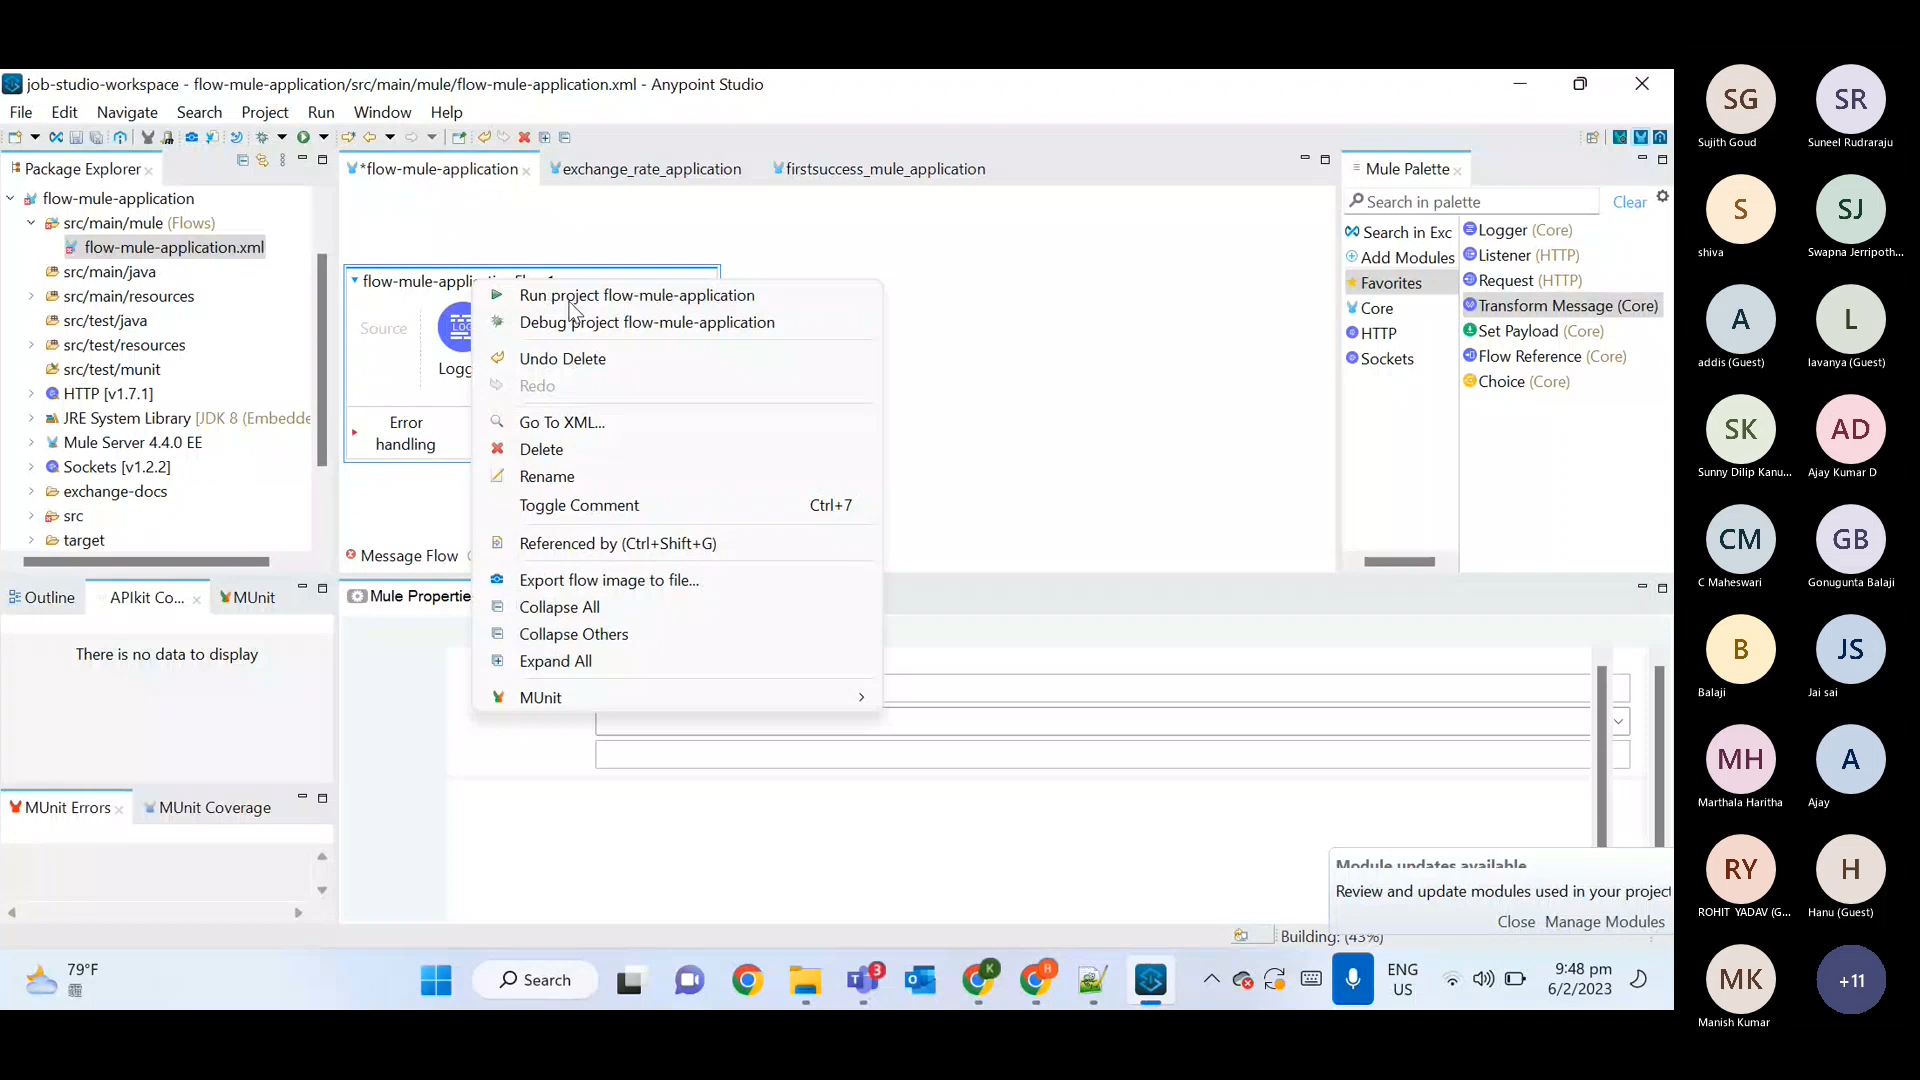 job-studio-workspace - flow-mule-application/src/main/mule/flow-mule-application.xml - Anypoint Studio
File Edit Navigate Search Project Run Window Help
Package Explorer
*flow-mule-application
exchange_rate_application
firstsuccess_mule_application
Mule Palette
flow-mule-application
src/main/mule (Flows)
flow-mule-application.xml
src/main/java
src/main/resources
src/test/java
src/test/resources
src/test/munit
HTTP [v1.7.1]
JRE System Library [JDK 8 (Embedde
Mule Server 4.4.0 EE
Sockets [v1.2.2]
exchange-docs
src
target
flow-mule-applic
Source
LOG
Logg
Error
handling
Message Flow
Run project flow-mule-application
Debug project flow-mule-application
Undo Delete
Redo
Go To XML...
Delete
Rename
Toggle Comment Ctrl+7
Referenced by (Ctrl+Shift+G)
Export flow image to file...
Collapse All
Collapse Others
Expand All
MUnit
Search in palette
Clear
Search in Exc
Add Modules
Favorites
Core
HTTP
Sockets
Logger (Core)
Listener (HTTP)
Request (HTTP)
Transform Message (Core)
Set Payload (Core)
Flow Reference (Core)
Choice (Core)
Outline
APIkit Co...
MUnit
There is no data to display
MUnit Errors
MUnit Coverage
Mule Propertie
Module updates available
Review and update modules used in your project
Close Manage Modules
Building: (43%)
79°F
Search
3
K
R
ENG
US
9:48 pm
6/2/2023
SG
Sujith Goud
SR
Suneel Rudraraju
S
shiva
SJ
Swapna Jerripoth...
A
addis (Guest)
L
lavanya (Guest)
SK
Sunny Dilip Kanu...
AD
Ajay Kumar D
CM
C Maheswari
GB
Gonugunta Balaji
B
Balaji
JS
Jai sai
MH
Marthala Haritha
A
Ajay
RY
ROHIT YADAV (G...
H
Hanu (Guest)
MK
Manish Kumar
+11